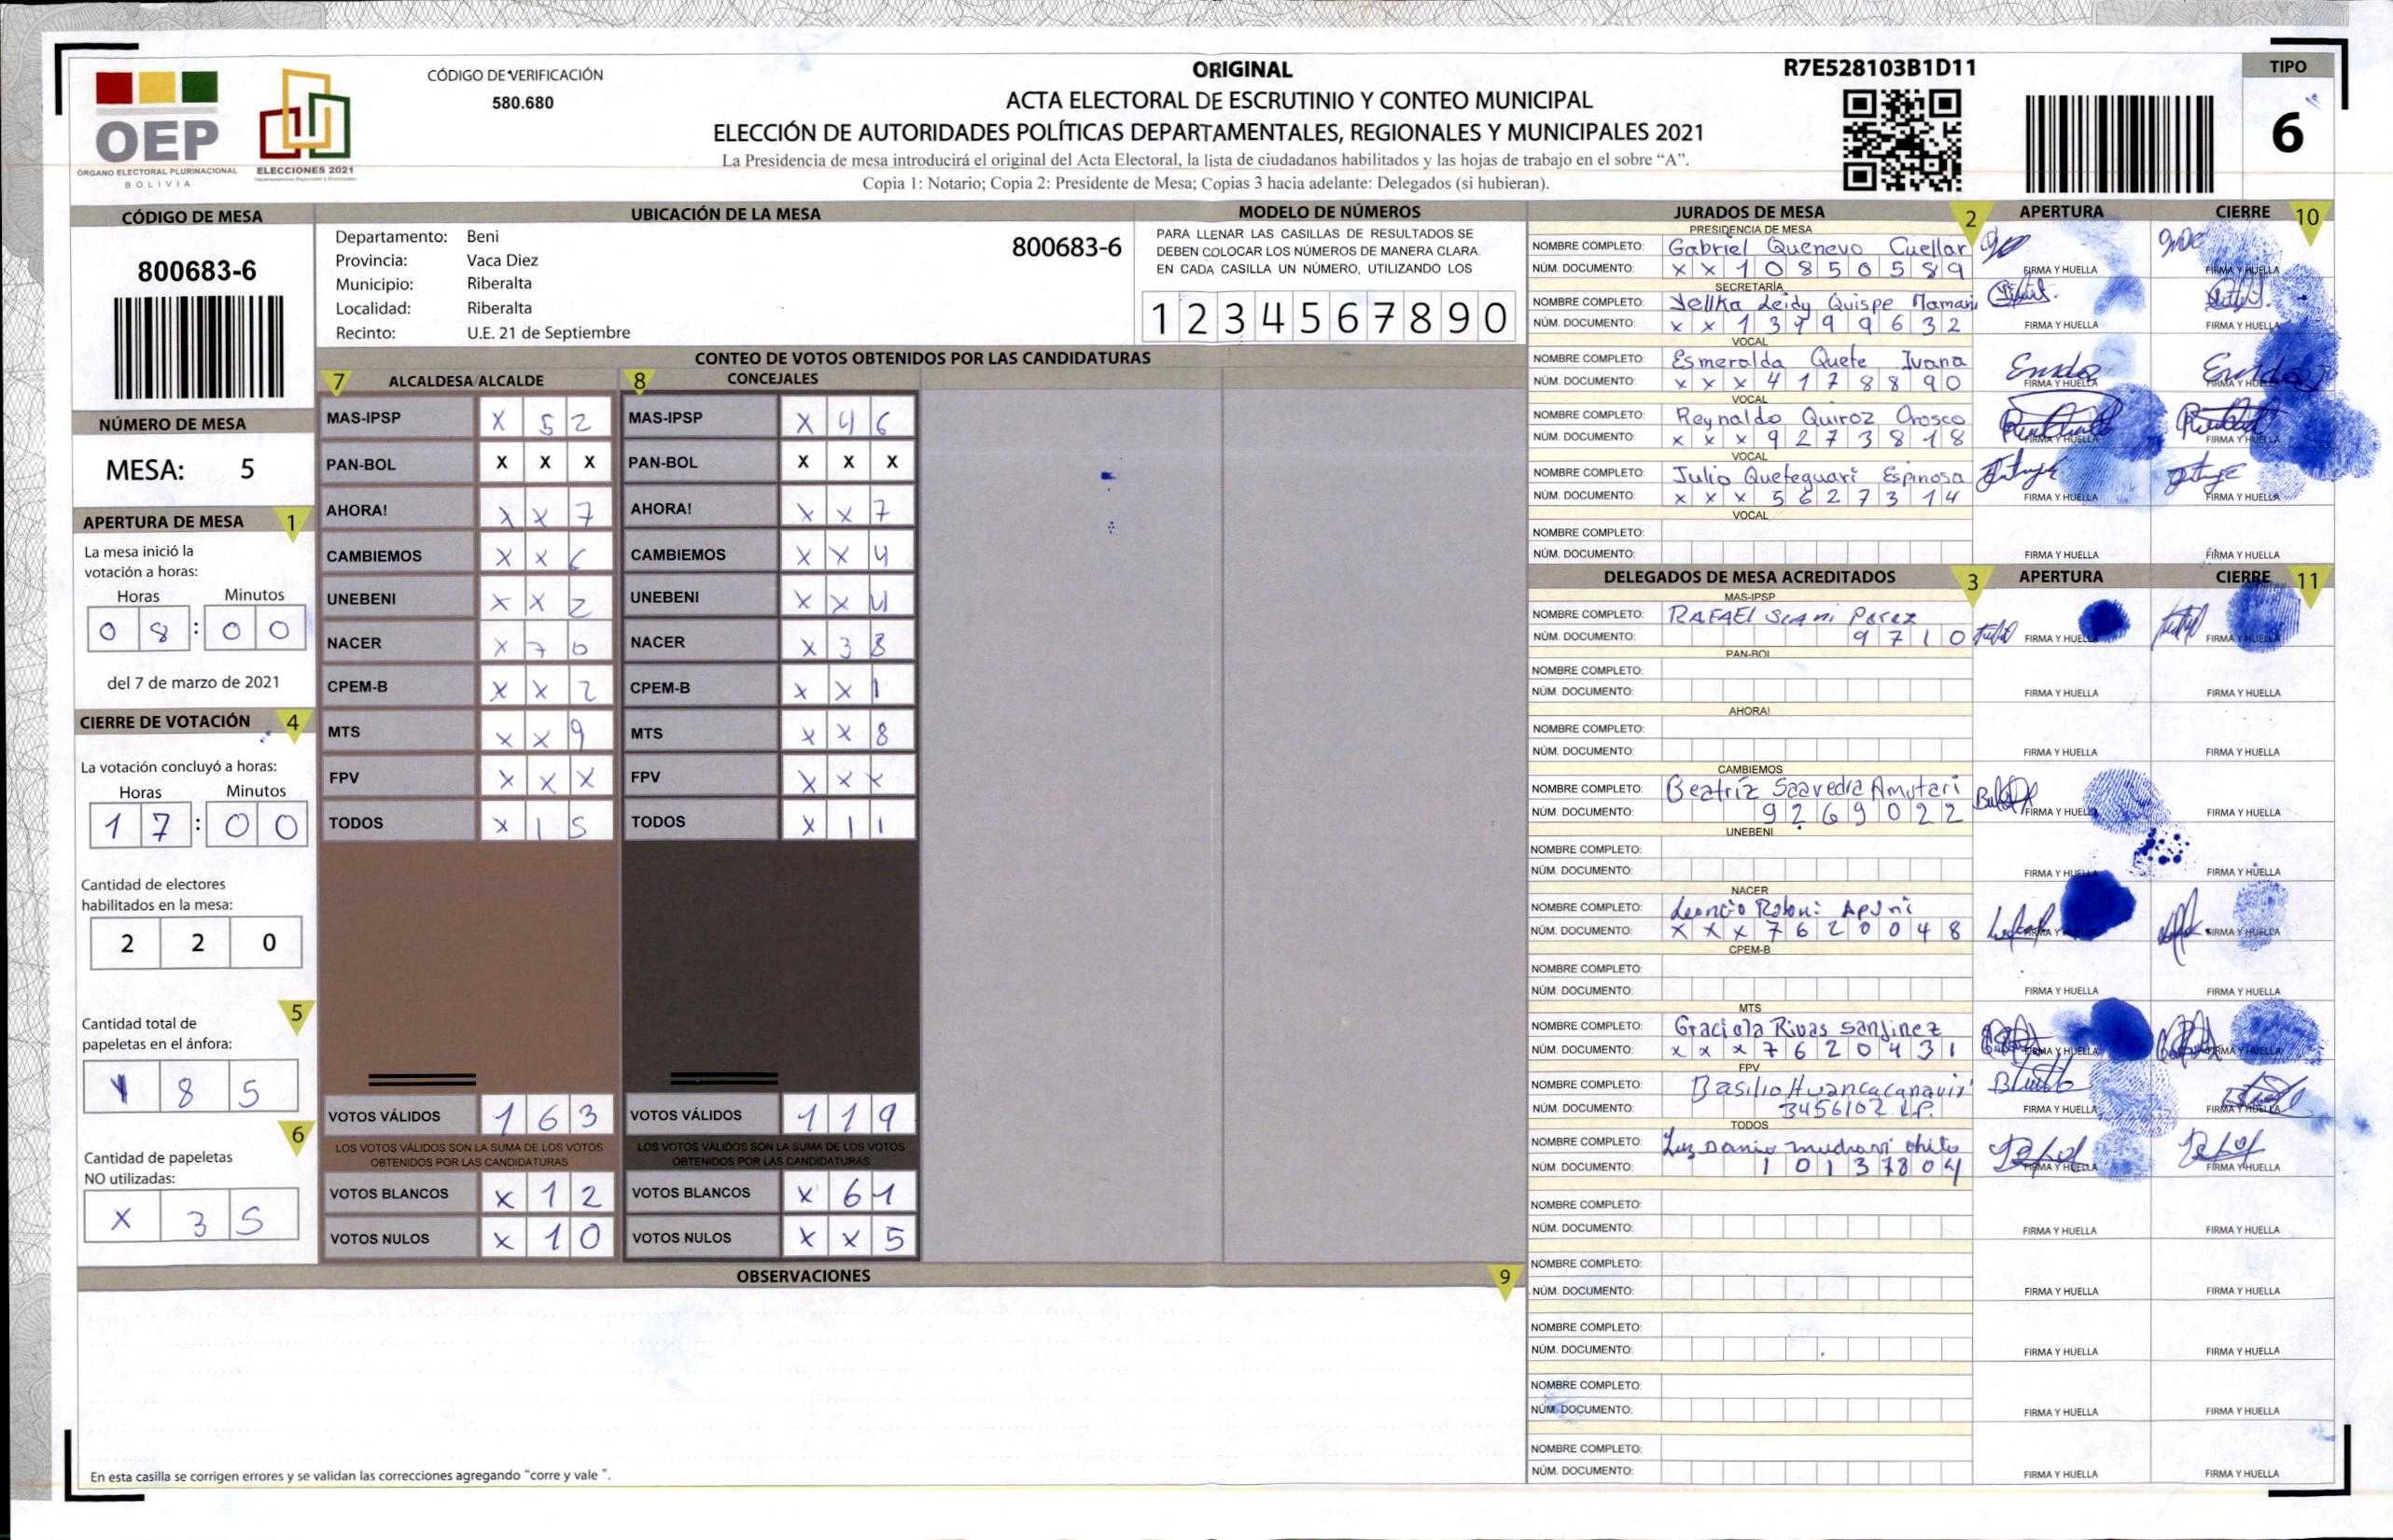 CÓDIGO DE VERIFICACIÓN
580.680
OEP
ÓRGANO ELECTORAL PLURINACIONAL
BOLIVIA
ELECCIONES 2021
ORIGINAL
ACTA ELECTORAL DE ESCRUTINIO Y CONTEO MUNICIPAL
ELECCIÓN DE AUTORIDADES POLÍTICAS DEPARTAMENTALES, REGIONALES Y MUNICIPALES 2021
La Presidencia de mesa introducirá el original del Acta Electoral, la lista de ciudadanos habilitados y las hojas de trabajo en el sobre “A”.
Copia 1: Notario; Copia 2: Presidente de Mesa; Copias 3 hacia adelante: Delegados (si hubieran).
R7E528103B1D11
TIPO
6
CÓDIGO DE MESA
800683-6
NÚMERO DE MESA
MESA: 5
APERTURA DE MESA 1
La mesa inició la
votación a horas:
Horas Minutos
0 8 : 0 0
del 7 de marzo de 2021
CIERRE DE VOTACIÓN 4
La votación concluyó a horas:
Horas Minutos
1 7 : 0 0
Cantidad de electores
habilitados en la mesa:
2 2 0
5
Cantidad total de
papeletas en el ánfora:
1 8 5
6
Cantidad de papeletas
NO utilizadas:
X 3 5
UBICACIÓN DE LA MESA
Departamento: Beni
Provincia: Vaca Diez
Municipio: Riberalta
Localidad: Riberalta
Recinto: U.E. 21 de Septiembre
800683-6
MODELO DE NÚMEROS
PARA LLENAR LAS CASILLAS DE RESULTADOS SE
DEBEN COLOCAR LOS NÚMEROS DE MANERA CLARA.
EN CADA CASILLA UN NÚMERO, UTILIZANDO LOS
1 2 3 4 5 6 7 8 9 0
CONTEO DE VOTOS OBTENIDOS POR LAS CANDIDATURAS
7 ALCALDESA/ALCALDE 8 CONCEJALES
MAS-IPSP X 5 2 MAS-IPSP X 4 6
PAN-BOL X X X PAN-BOL X X X
AHORA! X X 7 AHORA! X X 7
CAMBIEMOS X X 6 CAMBIEMOS X X 4
UNEBENI X X 2 UNEBENI X X 4
NACER X 7 0 NACER X 3 8
CPEM-B X X 2 CPEM-B X X 1
MTS X X 9 MTS X X 8
FPV X X X FPV X X X
TODOS X 1 5 TODOS X 1 1
VOTOS VÁLIDOS 1 6 3 VOTOS VÁLIDOS 1 1 9
LOS VOTOS VÁLIDOS SON LA SUMA DE LOS VOTOS
OBTENIDOS POR LAS CANDIDATURAS
LOS VOTOS VÁLIDOS SON LA SUMA DE LOS VOTOS
OBTENIDOS POR LAS CANDIDATURAS
VOTOS BLANCOS X 1 2 VOTOS BLANCOS X 6 1
VOTOS NULOS X 1 0 VOTOS NULOS X X 5
OBSERVACIONES 9
En esta casilla se corrigen errores y se validan las correcciones agregando “corre y vale ”.
JURADOS DE MESA 2 APERTURA CIERRE 10
PRESIDENCIA DE MESA
NOMBRE COMPLETO: Gabriel Quenevo Cuellar
NÚM. DOCUMENTO: X X 1 0 8 5 0 5 8 9 FIRMA Y HUELLA FIRMA Y HUELLA
SECRETARÍA
NOMBRE COMPLETO: Yellka Leidy Quispe Mamani
NÚM. DOCUMENTO: X X 1 3 7 9 9 6 3 2 FIRMA Y HUELLA FIRMA Y HUELLA
VOCAL
NOMBRE COMPLETO: Esmeralda Quete Ivana
NÚM. DOCUMENTO: X X X 4 1 7 8 8 9 0 FIRMA Y HUELLA FIRMA Y HUELLA
VOCAL
NOMBRE COMPLETO: Reynaldo Quiroz Orosco
NÚM. DOCUMENTO: X X X 9 2 7 3 8 1 8 FIRMA Y HUELLA FIRMA Y HUELLA
VOCAL
NOMBRE COMPLETO: Julio Queteguari Espinosa
NÚM. DOCUMENTO: X X X 5 6 2 7 3 1 4 FIRMA Y HUELLA FIRMA Y HUELLA
VOCAL
NOMBRE COMPLETO:
NÚM. DOCUMENTO: FIRMA Y HUELLA FIRMA Y HUELLA
DELEGADOS DE MESA ACREDITADOS 3 APERTURA CIERRE 11
MAS-IPSP
NOMBRE COMPLETO: RAFAEl Siani Perez
NÚM. DOCUMENTO: 9 7 1 0 FIRMA Y HUELLA FIRMA Y HUELLA
PAN-BOL
NOMBRE COMPLETO:
NÚM. DOCUMENTO: FIRMA Y HUELLA FIRMA Y HUELLA
AHORA!
NOMBRE COMPLETO:
NÚM. DOCUMENTO: FIRMA Y HUELLA FIRMA Y HUELLA
CAMBIEMOS
NOMBRE COMPLETO: Beatriz Saavedra Amutari
NÚM. DOCUMENTO: 9 2 6 9 0 2 2 FIRMA Y HUELLA FIRMA Y HUELLA
UNEBENI
NOMBRE COMPLETO:
NÚM. DOCUMENTO: FIRMA Y HUELLA FIRMA Y HUELLA
NACER
NOMBRE COMPLETO: Leoncio
NÚM. DOCUMENTO: X X X 7 6 2 0 0 4 8 FIRMA Y HUELLA FIRMA Y HUELLA
CPEM-B
NOMBRE COMPLETO:
NÚM. DOCUMENTO: FIRMA Y HUELLA FIRMA Y HUELLA
MTS
NOMBRE COMPLETO: Graciela Rivas Sanjinez
NÚM. DOCUMENTO: X X X 7 6 2 0 4 3 1 FIRMA Y HUELLA FIRMA Y HUELLA
FPV
NOMBRE COMPLETO: Basilio Huanca Canaviri
NÚM. DOCUMENTO: 3456102 L.P. FIRMA Y HUELLA FIRMA Y HUELLA
TODOS
NOMBRE COMPLETO: Luz
NÚM. DOCUMENTO: 1 0 1 3 7 8 0 4 FIRMA Y HUELLA FIRMA Y HUELLA
NOMBRE COMPLETO:
NÚM. DOCUMENTO: FIRMA Y HUELLA FIRMA Y HUELLA
NOMBRE COMPLETO:
NÚM. DOCUMENTO: FIRMA Y HUELLA FIRMA Y HUELLA
NOMBRE COMPLETO:
NÚM. DOCUMENTO: FIRMA Y HUELLA FIRMA Y HUELLA
NOMBRE COMPLETO:
NÚM. DOCUMENTO: FIRMA Y HUELLA FIRMA Y HUELLA
NOMBRE COMPLETO:
NÚM. DOCUMENTO: FIRMA Y HUELLA FIRMA Y HUELLA